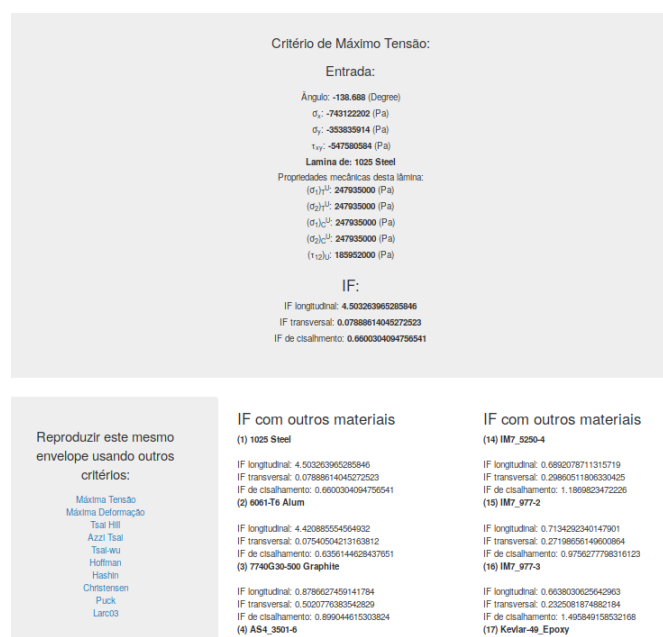 Critério de Máximo Tensão:
Entrada:
Ângulo: -138.688 (Degree)
σx: -743122202 (Pa)
σy: -353835914 (Pa)
τxy: -547580584 (Pa)
Lamina de: 1025 Steel
Propriedades mecânicas desta lâmina:
(σ1)TU: 247935000 (Pa)
(σ2)TU: 247935000 (Pa)
(σ1)CU: 247935000 (Pa)
(σ2)CU: 247935000 (Pa)
(τ12)U: 185952000 (Pa)
IF:
IF longitudinal: 4.503263965285846
IF transversal: 0.07888614045272523
IF de cisalhmento: 0.6600304094756541
Reproduzir este mesmo
envelope usando outros
critérios:
Máxima Tensão
Máxima Deformação
Tsai Hill
Azzi Tsai
Tsai-wu
Hoffman
Hashin
Christensen
Puck
Larc03
IF com outros materiais
(1) 1025 Steel
IF longitudinal: 4.503263965285846
IF transversal: 0.07888614045272523
IF de cisalhamento: 0.6600304094756541
(2) 6061-T6 Alum
IF longitudinal: 4.420885554564932
IF transversal: 0.07540504213163812
IF de cisalhamento: 0.6356144628437651
(3) 7740G30-500 Graphite
IF longitudinal: 0.8786627459141784
IF transversal: 0.5020776383542829
IF de cisalhamento: 0.899044615303824
(4) AS4_3501-6
IF com outros materiais
(14) IM7_5250-4
IF longitudinal: 0.6892078711315719
IF transversal: 0.29860511806330425
IF de cisalhamento: 1.1869823472226
(15) IM7_977-2
IF longitudinal: 0.7134292340147901
IF transversal: 0.27198656149600864
IF de cisalhamento: 0.9756277798316123
(16) IM7_977-3
IF longitudinal: 0.6638030625642963
IF transversal: 0.2325081874882184
IF de cisalhamento: 1.495849158532168
(17) Kevlar-49_Epoxy